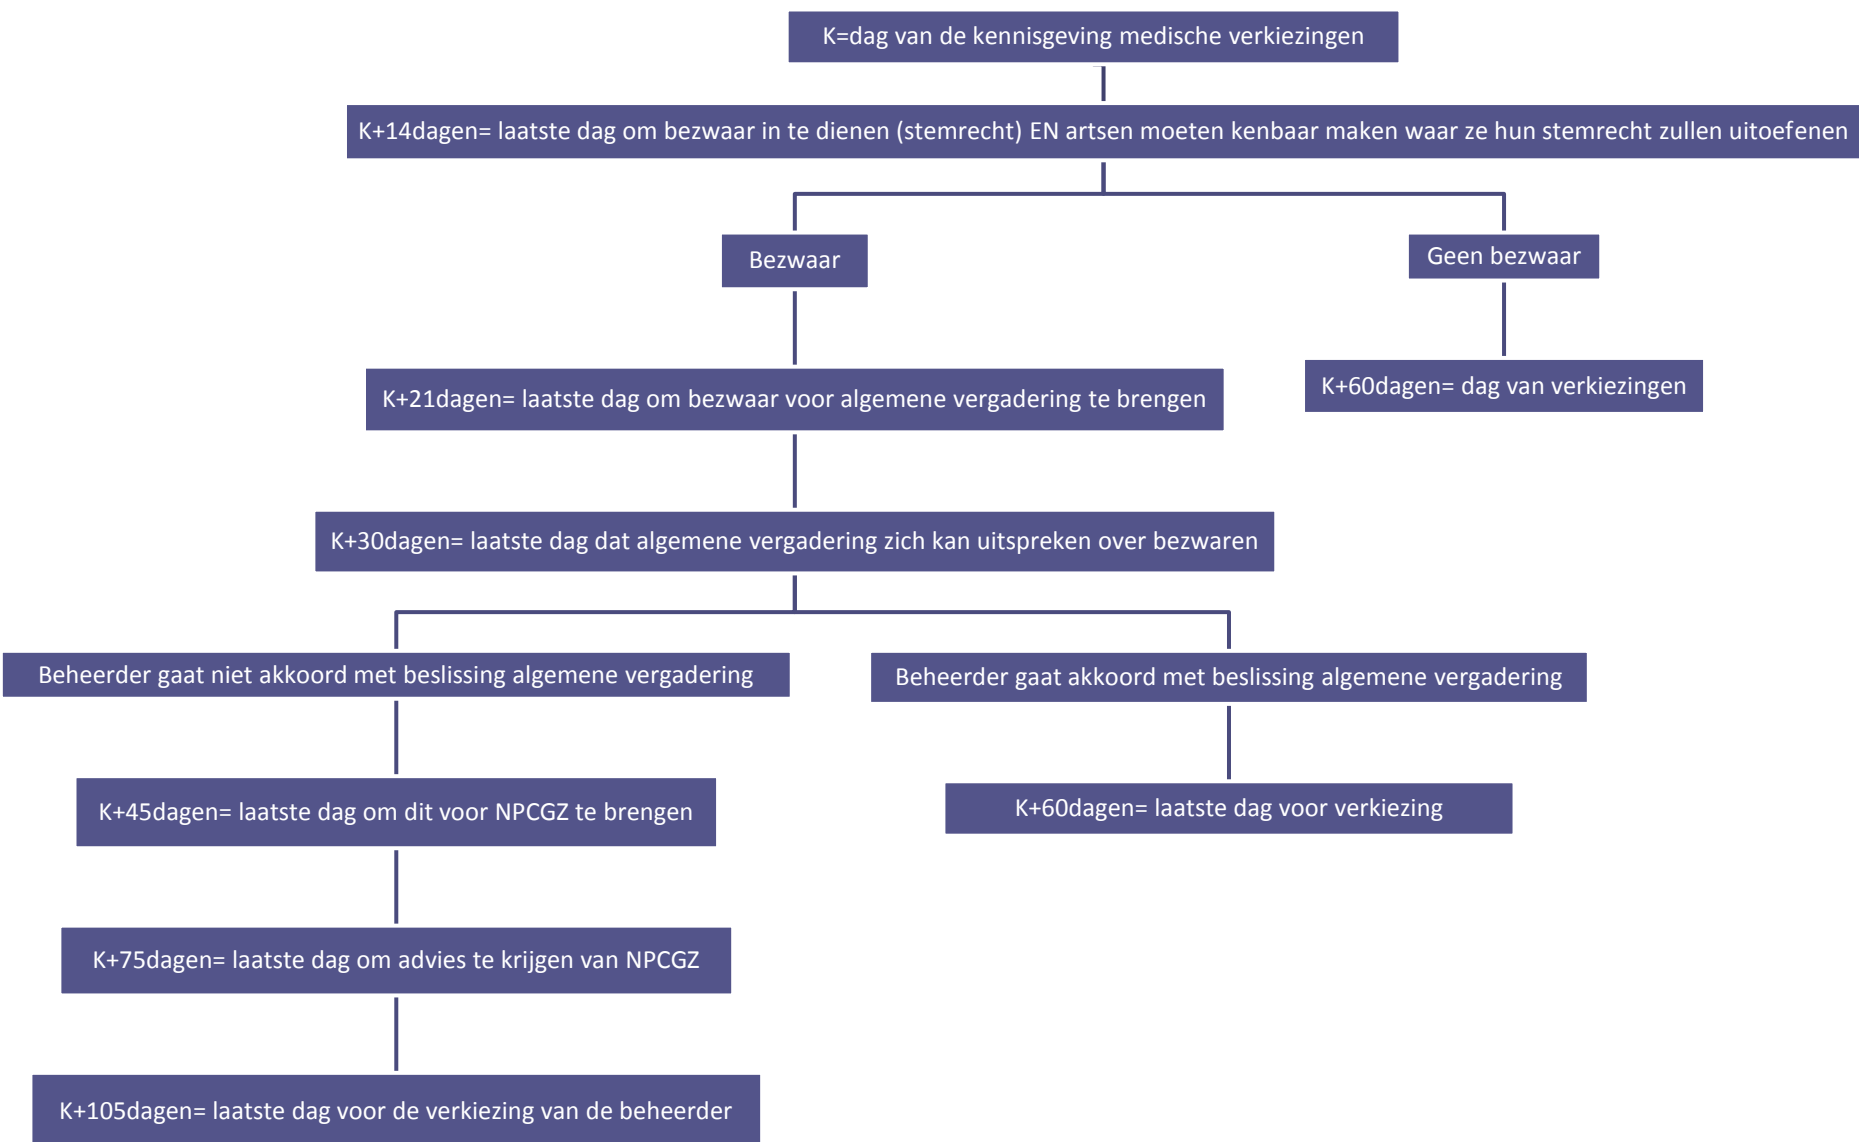 K=dag van de kennisgeving medische verkiezingen
K+14dagen= laatste dag om bezwaar in te dienen (stemrecht) EN artsen moeten kenbaar maken waar ze hun stemrecht zullen uitoefenen
Bezwaar
Geen bezwaar
K+21dagen= laatste dag om bezwaar voor algemene vergadering te brengen
K+60dagen= dag van verkiezingen
K+30dagen= laatste dag dat algemene vergadering zich kan uitspreken over bezwaren
Beheerder gaat niet akkoord met beslissing algemene vergadering
Beheerder gaat akkoord met beslissing algemene vergadering
K+45dagen= laatste dag om dit voor NPCGZ te brengen
K+60dagen= laatste dag voor verkiezing
K+75dagen= laatste dag om advies te krijgen van NPCGZ
K+105dagen= laatste dag voor de verkiezing van de beheerder